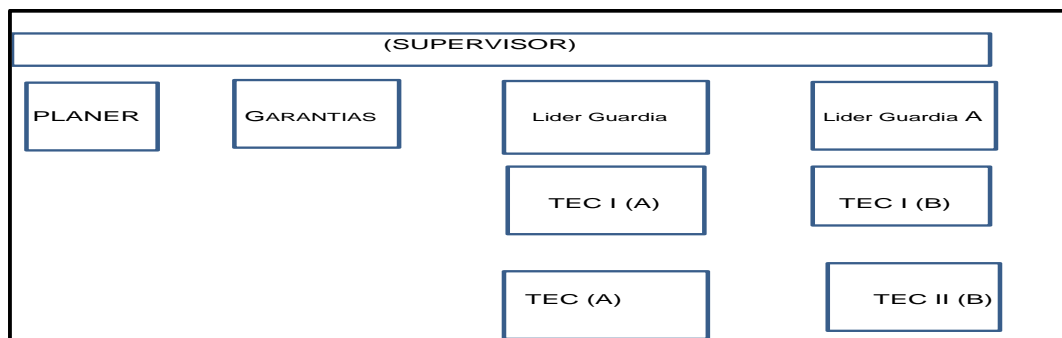 (SUPERVISOR)
PLANER
GARANTIAS
Lider Guardia
Lider Guardia A
TEC I (A)
TEC I (B)
TEC (A)
TEC II (B)